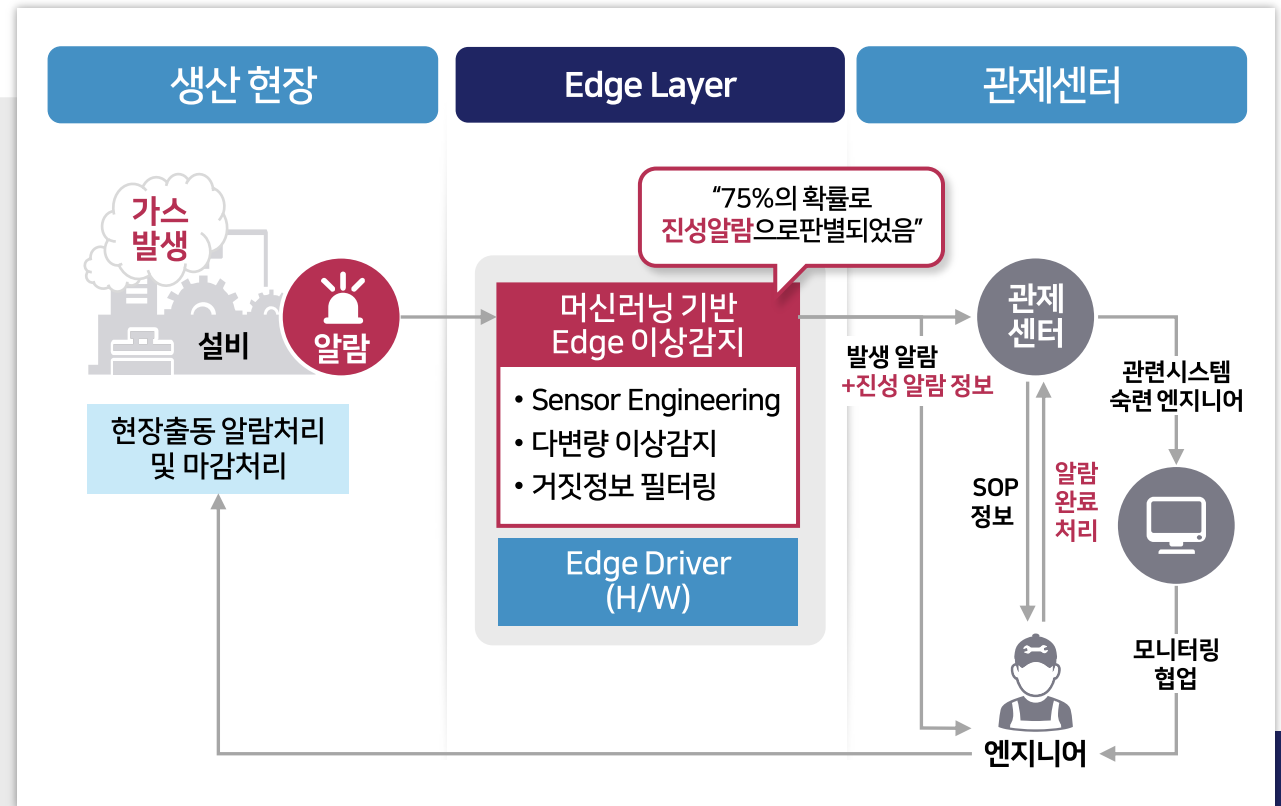 생산 현장
Edge Layer
관제센터
가스
발생
설비
알람
현장출동 알람처리
및 마감처리
“75%의 확률로
진성알람으로판별되었음”
머신러닝 기반
Edge 이상감지
• Sensor Engineering
• 다변량 이상감지
• 거짓정보 필터링
Edge Driver
(H/W)
발생 알람
+진성 알람 정보
관제
센터
관련시스템
숙련 엔지니어
SOP
정보
알람
완료
처리
모니터링
협업
엔지니어